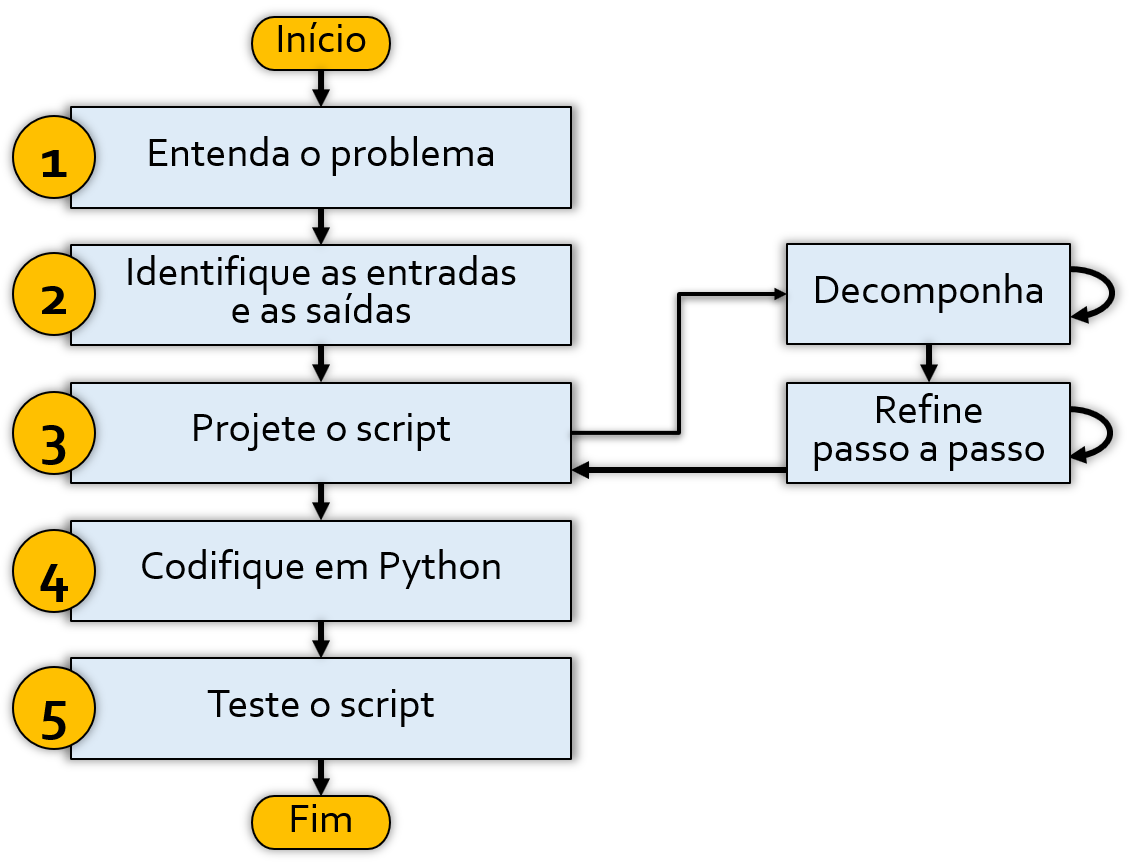 Início
1
Entenda o problema
2
Identifique as entradas
e as saídas
3
Projete o script
Decomponha
Refine
passo a passo
4
Codifique em Python
5
Teste o script
Fim